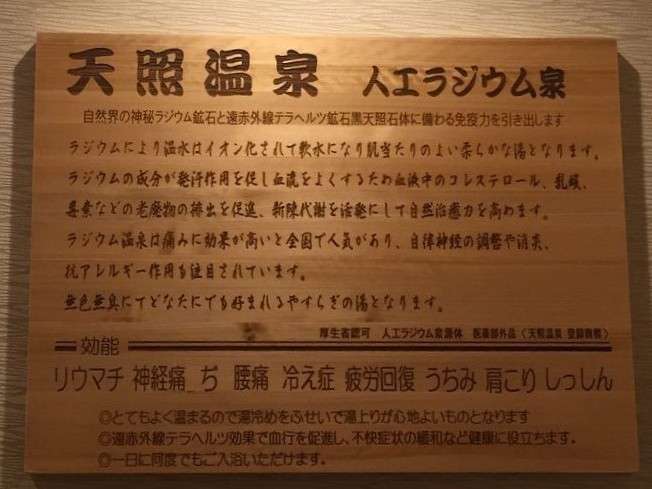 天照温泉 人工ラジウム泉
自然界の神秘ラジウム鉱石と遠赤外線テラヘルツ鉱石黒天照石体に備わる免疫力を引き出します
ラジウムにより温水はイオン化されて軟水になり肌当たりのよい柔らかな湯となります。
ラジウムの成分が発汗作用を促し血流をよくするため血液中のコレステロール、乳酸、
毒素などの老廃物の排出を促進、新陳代謝を活発にして自然治癒力を高めます。
ラジウム温泉は痛みに効果が高いと全国で人気があり、自律神経の調整や消炎、
抗アレルギー作用も注目されています。
無色無臭にてどなたにでも好まれるやすらぎの湯となります。
厚生省認可 人工ラジウム泉源体 医薬部外品〈天照温泉 登録商標〉
効能
リウマチ 神経痛 ぢ 腰痛 冷え症 疲労回復 うちみ 肩こり しっしん
◎とてもよく温まるので湯冷めをふせいで湯上りが心地よいものとなります
◎遠赤外線テラヘルツ効果で血行を促進し、不快症状の緩和など健康に役立ちます。
◎一日に何度でもご入浴いただけます。